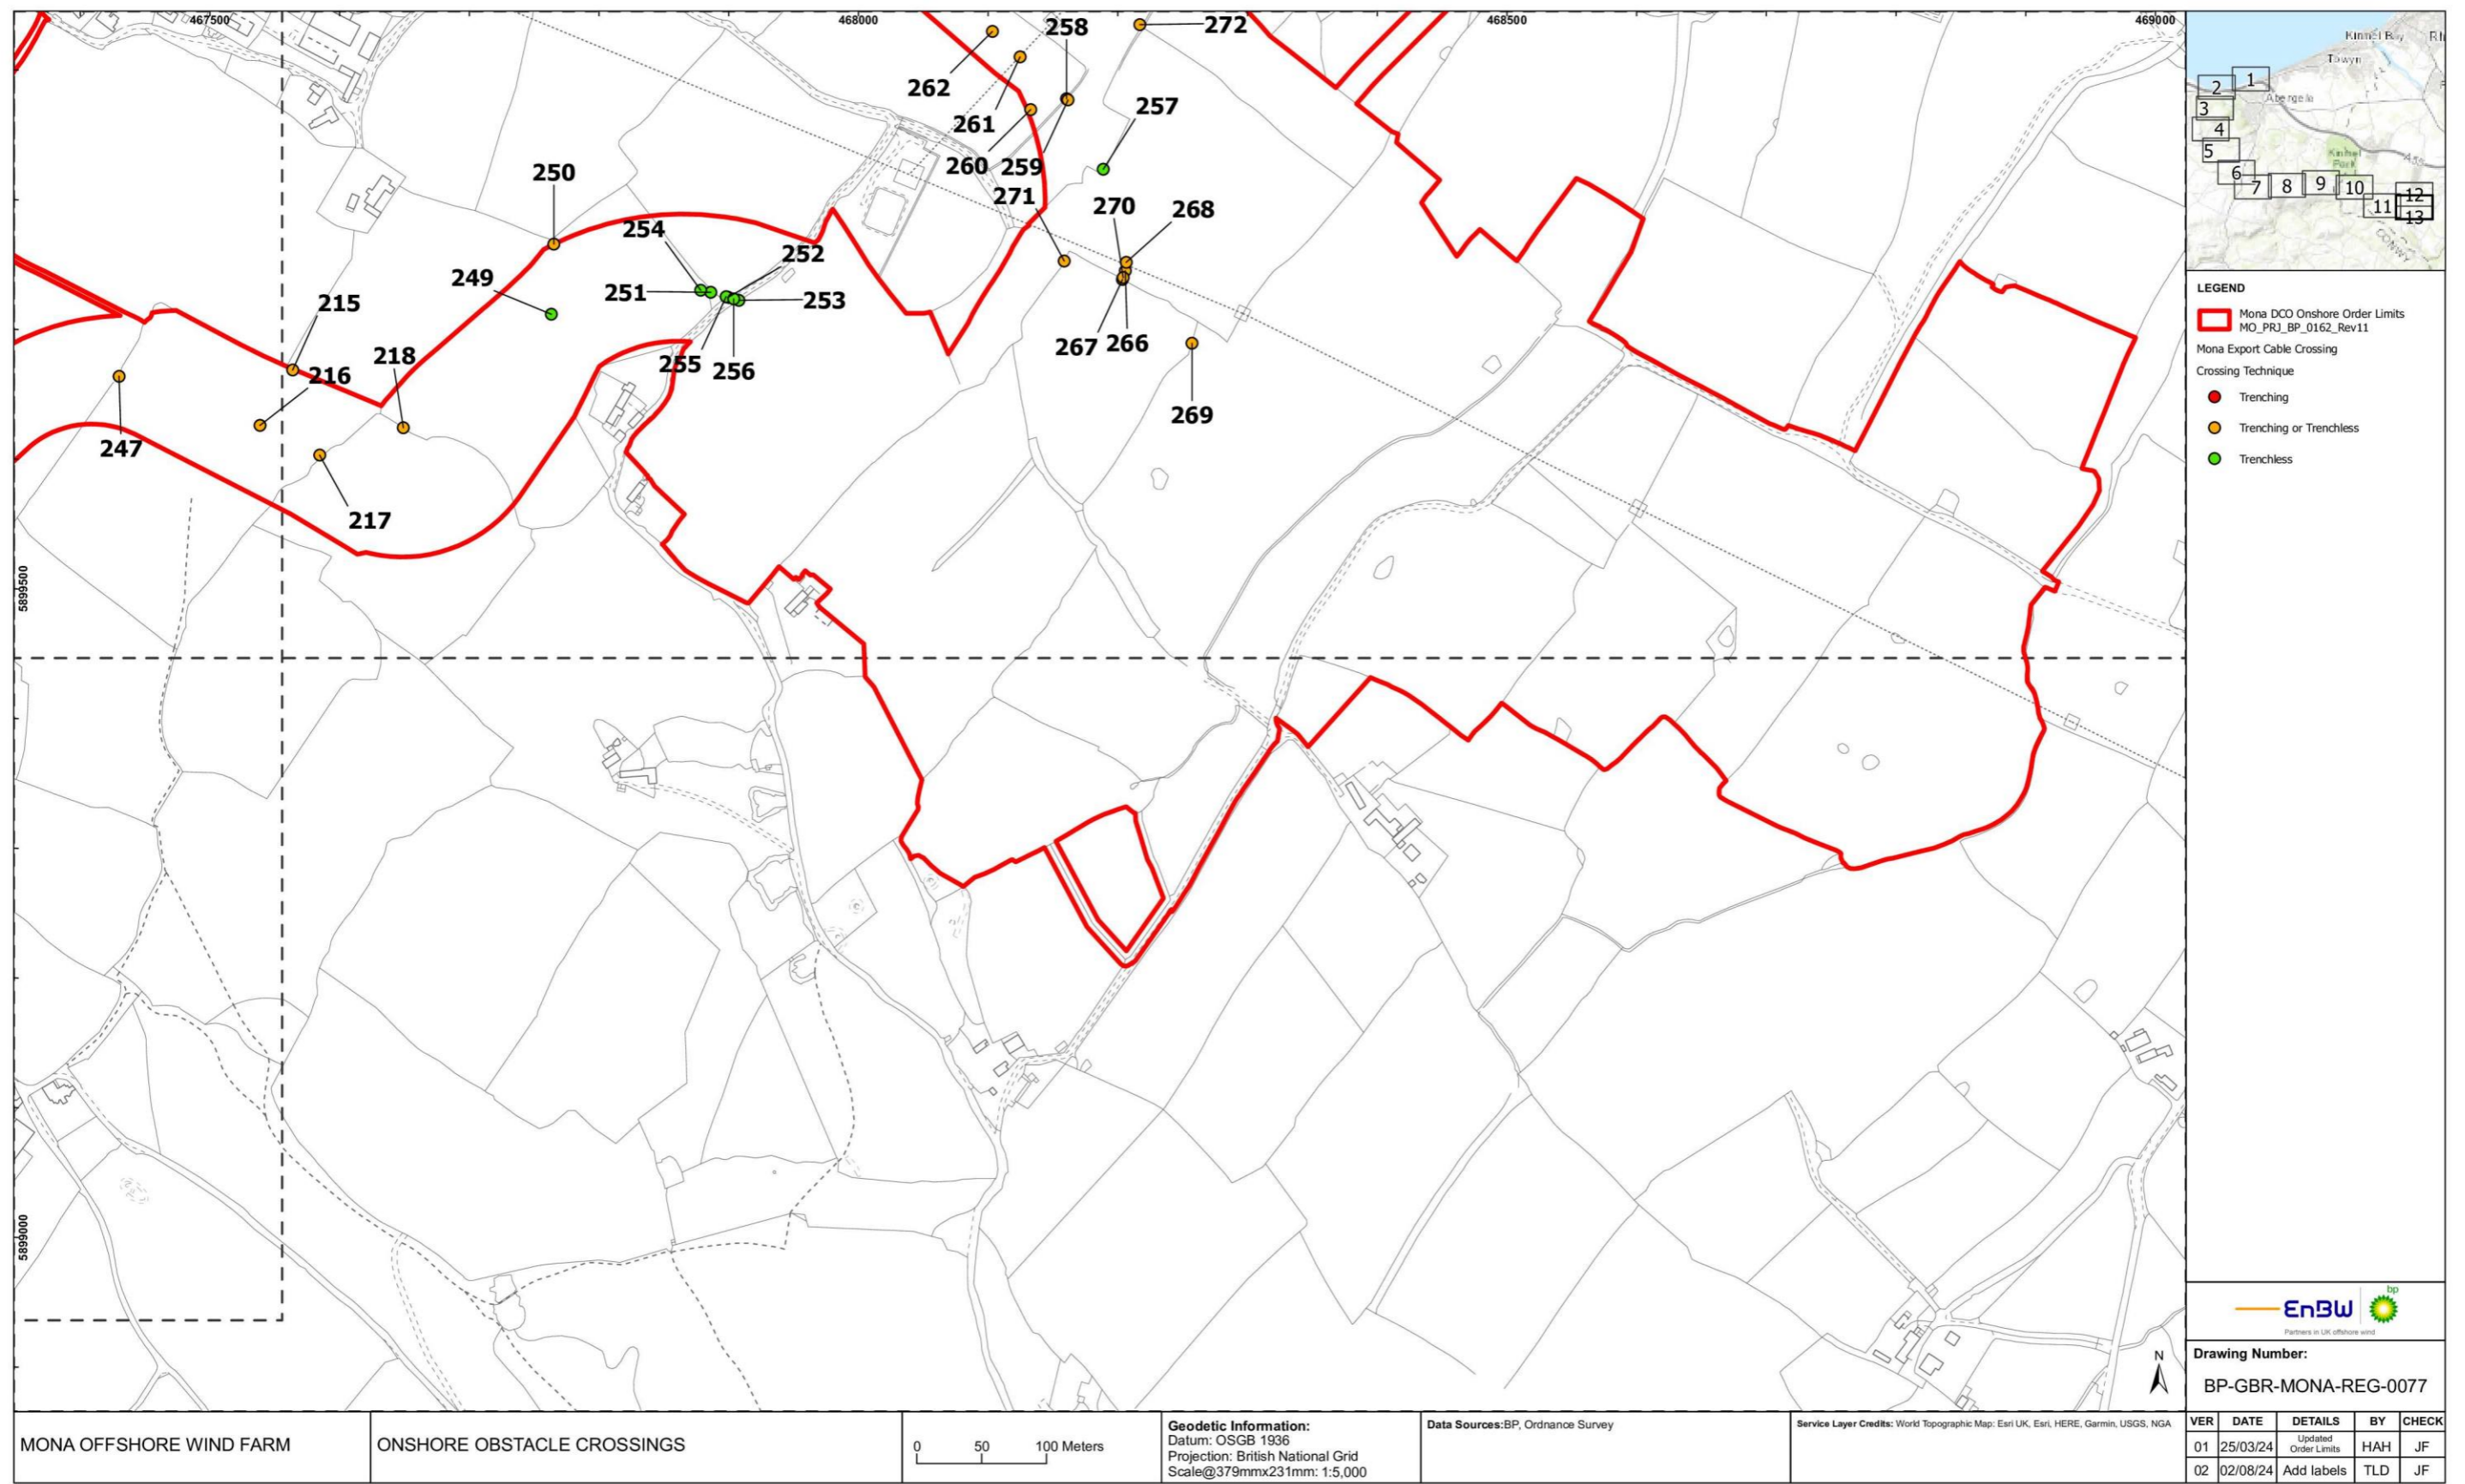 467500
468000
468500
469000
5899500
5899000
272
258
262
261
257
260
259
250
271
270
268
254
252
249
251
253
215
255
256
267
266
216
218
269
247
217
Kinmel Bay
Rh
Towyn
1
2
Abergele
3
4
5
Kinmel
Park
A55
6
7
8
9
10
11
12
13
CONWY
LEGEND
Mona DCO Onshore Order Limits
MO_PRJ_BP_0162_Rev11
Mona Export Cable Crossing
Crossing Technique
Trenching
Trenching or Trenchless
Trenchless
N
EnBW
bp
Partners in UK offshore wind
Drawing Number:
BP-GBR-MONA-REG-0077
MONA OFFSHORE WIND FARM
ONSHORE OBSTACLE CROSSINGS
0 50 100 Meters
Geodetic Information:
Datum: OSGB 1936
Projection: British National Grid
Scale@379mmx231mm: 1:5,000
Data Sources:BP, Ordnance Survey
Service Layer Credits: World Topographic Map: Esri UK, Esri, HERE, Garmin, USGS, NGA
VER DATE DETAILS BY CHECK
01 25/03/24 Updated Order Limits HAH JF
02 02/08/24 Add labels TLD JF